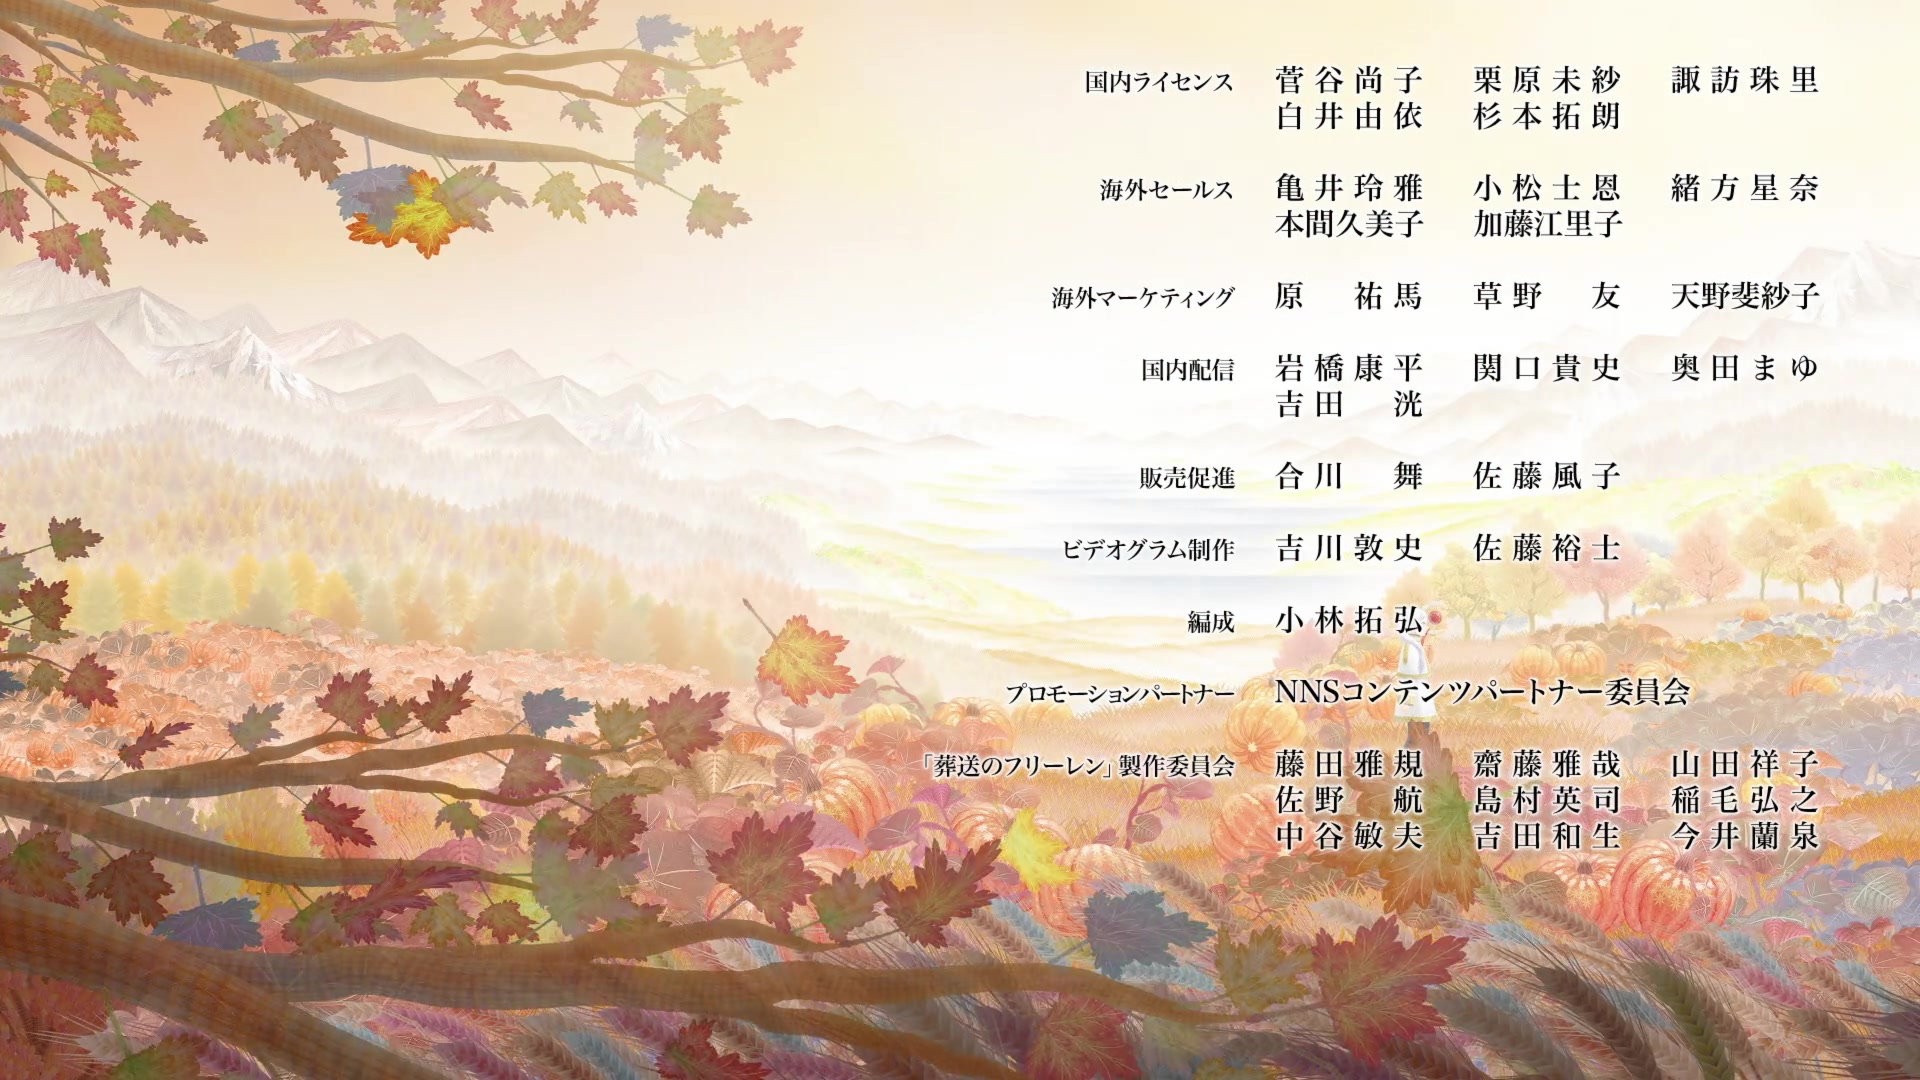 国内ライセンス 菅谷尚子 栗原未紗 諏訪珠里
白井由依 杉本拓朗
海外セールス 亀井玲雅 小松士恩 緒方星奈
本間久美子 加藤江里子
海外マーケティング 原 祐馬 草野 友 天野斐紗子
国内配信 岩橋康平 関口貴史 奥田まゆ
吉田 洸
販売促進 合川 舞 佐藤風子
ビデオグラム制作 吉川敦史 佐藤裕士
編成 小林拓弘
プロモーションパートナー NNSコンテンツパートナー委員会
「葬送のフリーレン」製作委員会 藤田雅規 齋藤雅哉 山田祥子
佐野 航 島村英司 稲毛弘之
中谷敏夫 吉田和生 今井蘭泉